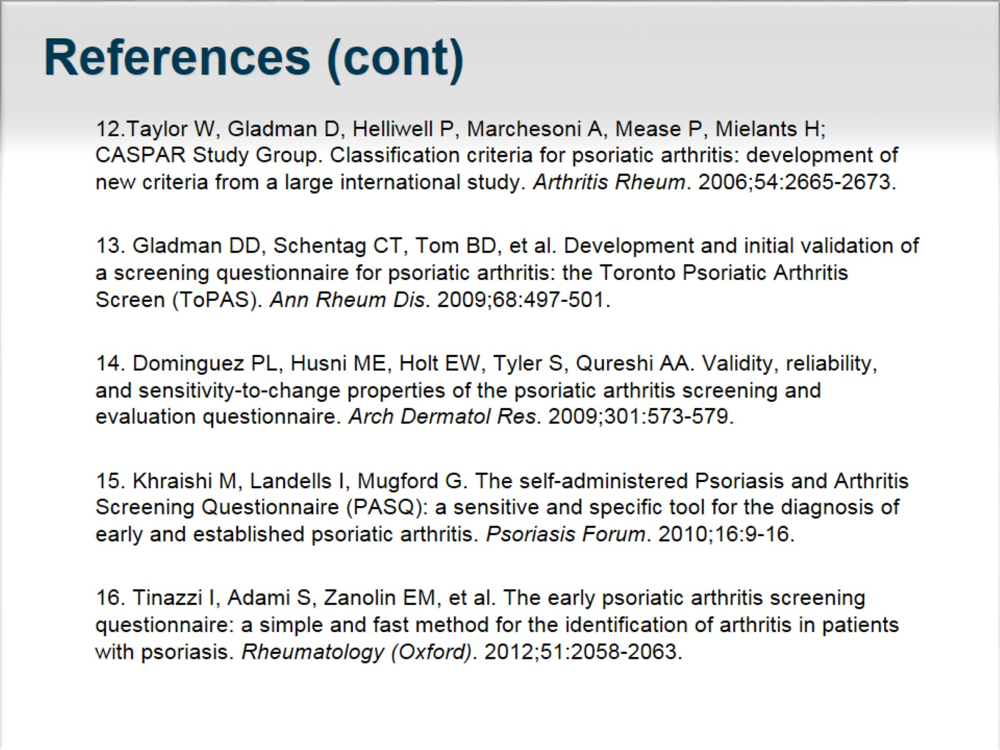 References (cont)
12.Taylor W, Gladman D, Helliwell P, Marchesoni A, Mease P, Mielants H;
CASPAR Study Group. Classification criteria for psoriatic arthritis: development of
new criteria from a large international study. Arthritis Rheum. 2006;54:2665-2673.
13. Gladman DD, Schentag CT, Tom BD, et al. Development and initial validation of
a screening questionnaire for psoriatic arthritis: the Toronto Psoriatic Arthritis
Screen (ToPAS). Ann Rheum Dis. 2009;68:497-501.
14. Dominguez PL, Husni ME, Holt EW, Tyler S, Qureshi AA. Validity, reliability,
and sensitivity-to-change properties of the psoriatic arthritis screening and
evaluation questionnaire. Arch Dermatol Res. 2009;301:573-579.
15. Khraishi M, Landells I, Mugford G. The self-administered Psoriasis and Arthritis
Screening Questionnaire (PASQ): a sensitive and specific tool for the diagnosis of
early and established psoriatic arthritis. Psoriasis Forum. 2010;16:9-16.
16. Tinazzi I, Adami S, Zanolin EM, et al. The early psoriatic arthritis screening
questionnaire: a simple and fast method for the identification of arthritis in patients
with psoriasis. Rheumatology (Oxford). 2012;51:2058-2063.